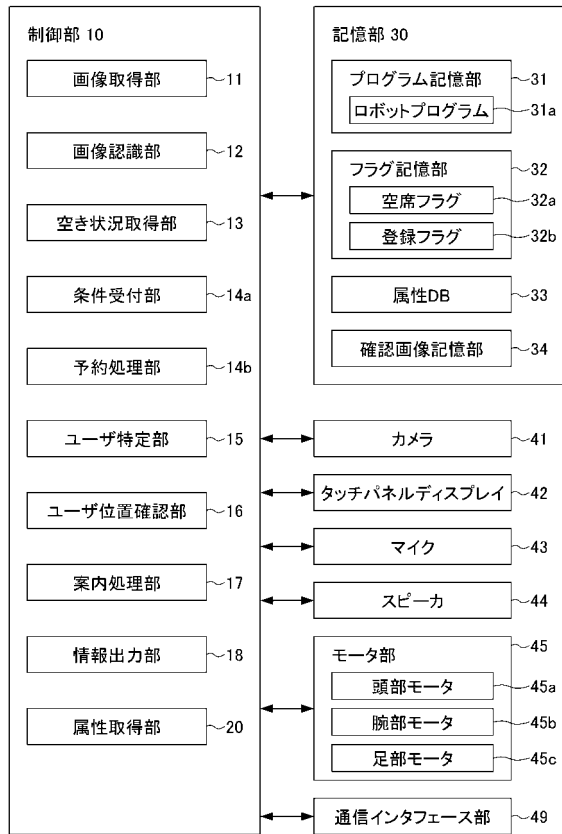 制御部 10
画像取得部 11
画像認識部 12
空き状況取得部 13
条件受付部 14a
予約処理部 14b
ユーザ特定部 15
ユーザ位置確認部 16
案内処理部 17
情報出力部 18
属性取得部 20
記憶部 30
プログラム記憶部 31
ロボットプログラム 31a
フラグ記憶部 32
空席フラグ 32a
登録フラグ 32b
属性DB 33
確認画像記憶部 34
カメラ 41
タッチパネルディスプレイ 42
マイク 43
スピーカ 44
モータ部 45
頭部モータ 45a
腕部モータ 45b
足部モータ 45c
通信インタフェース部 49